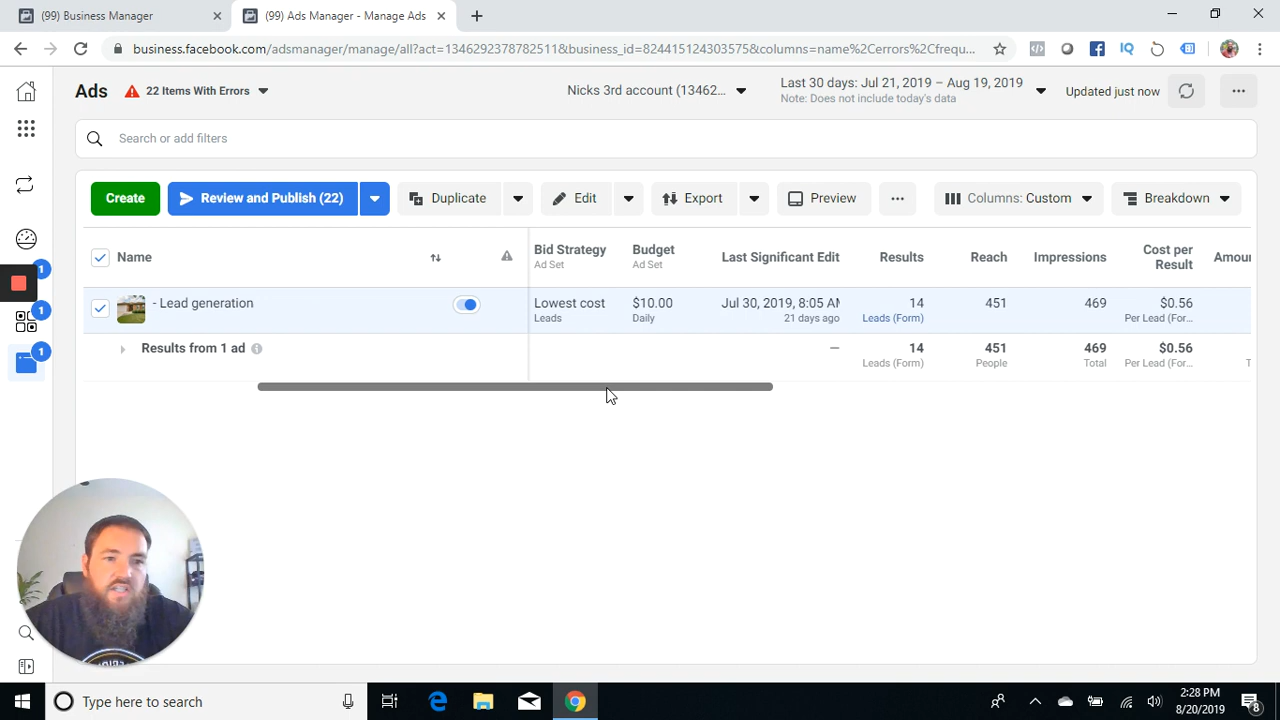 (99) Business Manager
(99) Ads Manager - Manage Ads
business.facebook.com/adsmanager/manage/all?act=1346292378782511&business_id=824415124303575&columns=name%2Cerrors%2Cfrequ...
IQ
Ads
22 Items With Errors
Nicks 3rd account (13462...
Last 30 days: Jul 21, 2019 – Aug 19, 2019
Note: Does not include today's data
Updated just now
Search or add filters
Create
Review and Publish (22)
Duplicate
Edit
Export
Preview
Columns: Custom
Breakdown
Name
Bid Strategy
Ad Set
Budget
Ad Set
Last Significant Edit
Results
Reach
Impressions
Cost per
Result
Amour
- Lead generation
Lowest cost
Leads
$10.00
Daily
Jul 30, 2019, 8:05 AM
21 days ago
14
Leads (Form)
451
469
$0.56
Per Lead (For...
Results from 1 ad
—
14
Leads (Form)
451
People
469
Total
$0.56
Per Lead (For...
T
1
1
1
Type here to search
2:28 PM
8/20/2019
8